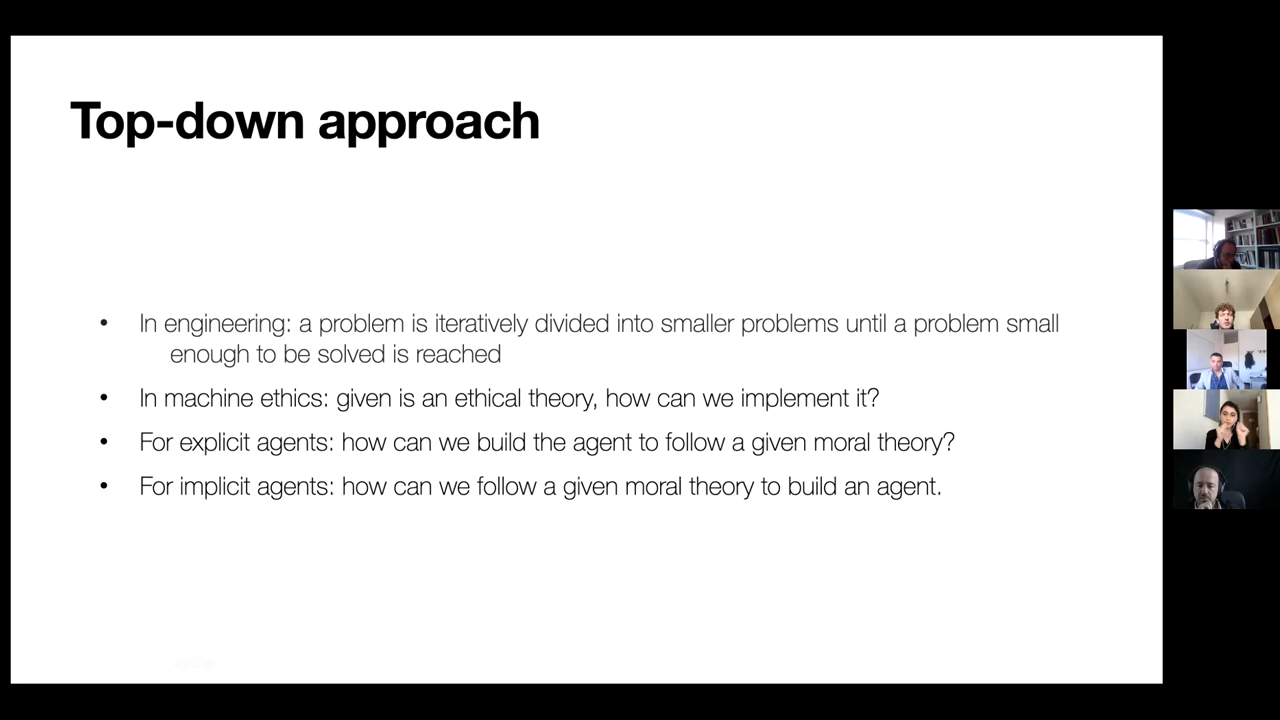 Top-down approach
• In engineering: a problem is iteratively divided into smaller problems until a problem small
enough to be solved is reached
• In machine ethics: given is an ethical theory, how can we implement it?
• For explicit agents: how can we build the agent to follow a given moral theory?
• For implicit agents: how can we follow a given moral theory to build an agent.